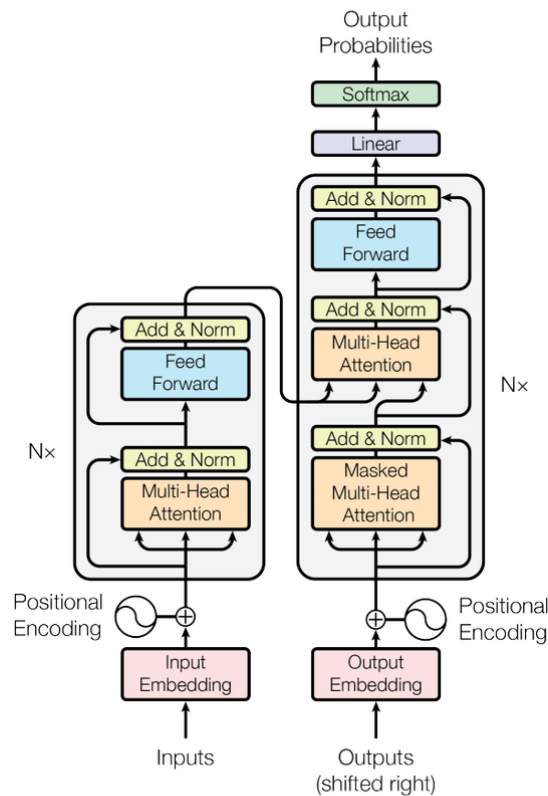 Output
Probabilities
Softmax
Linear
Add & Norm
Feed
Forward
Add & Norm
Multi-Head
Attention
Add & Norm
Masked
Multi-Head
Attention
Nx
Add & Norm
Feed
Forward
Add & Norm
Multi-Head
Attention
N×
Positional
Encoding
Positional
Encoding
Input
Embedding
Output
Embedding
Inputs
Outputs
(shifted right)